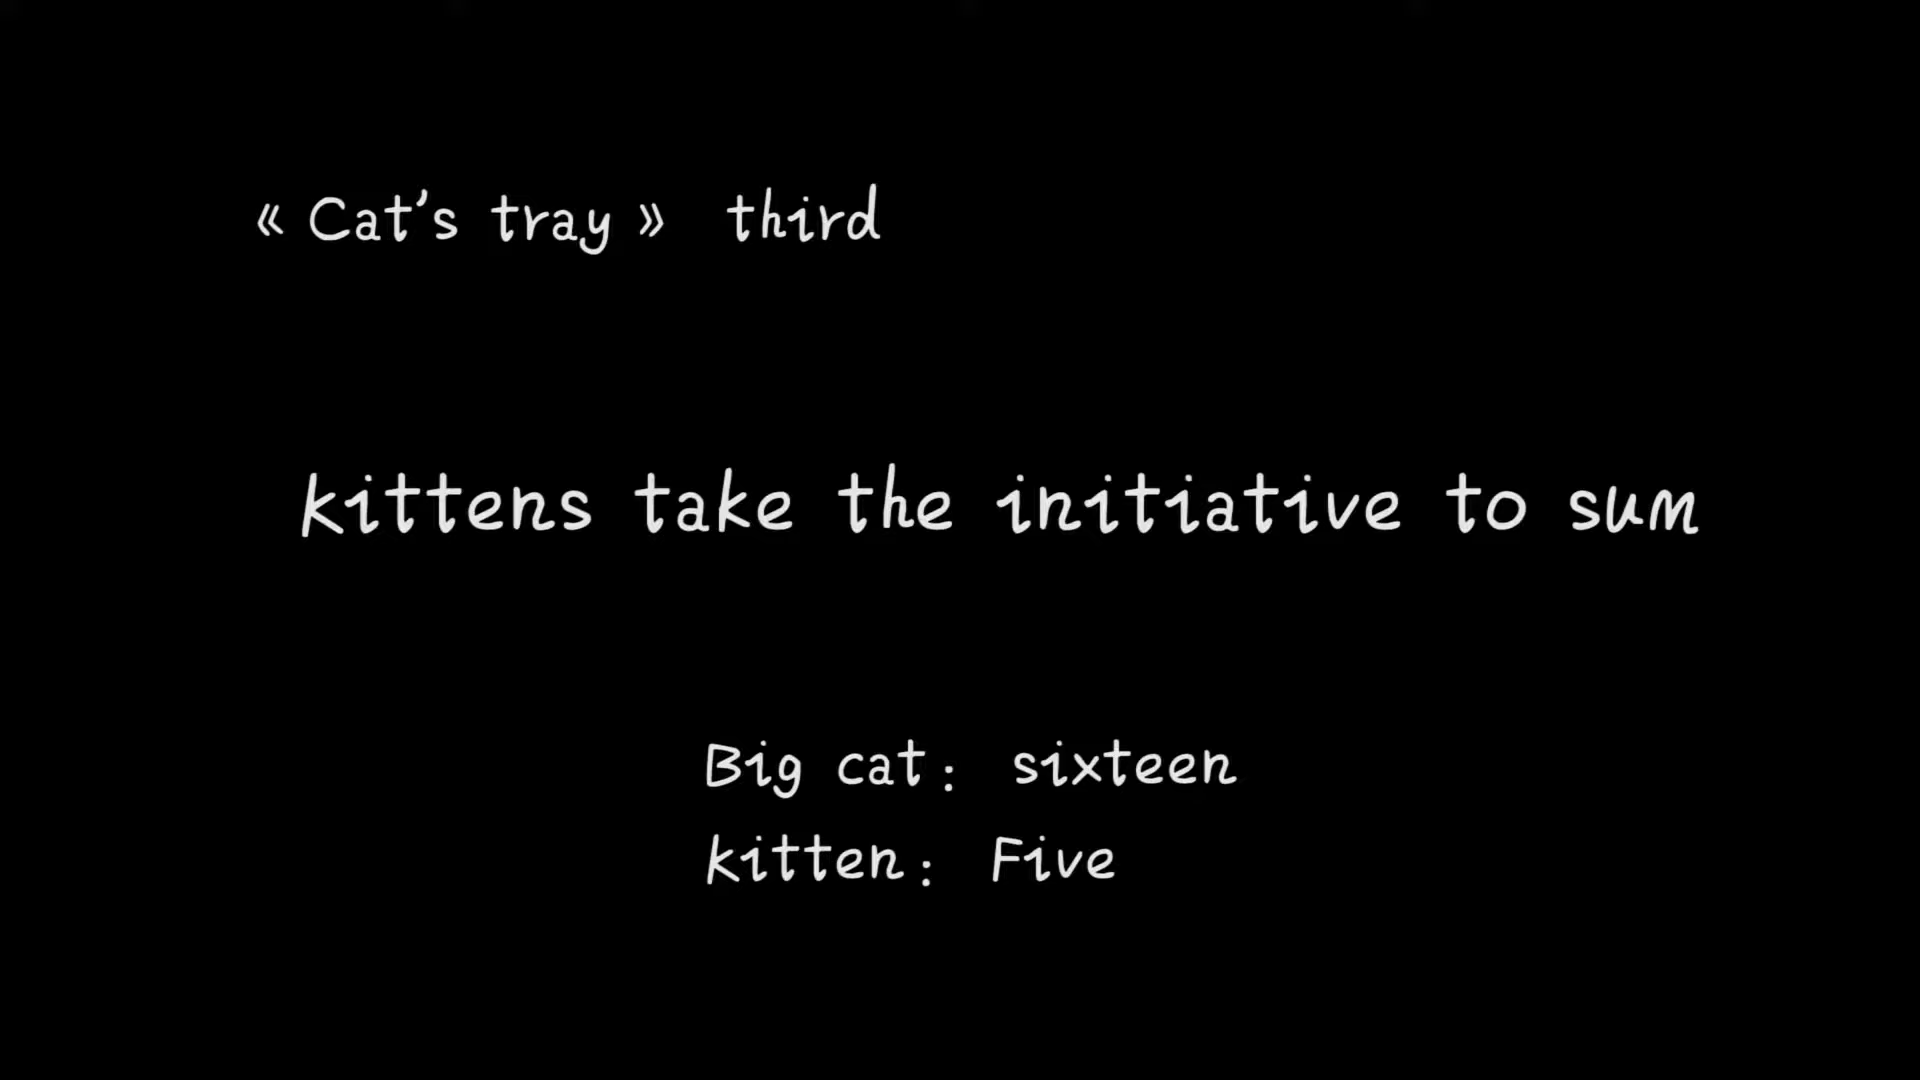 « Cat's tray » third
kittens take the initiative to sum
Big cat: sixteen
kitten: Five